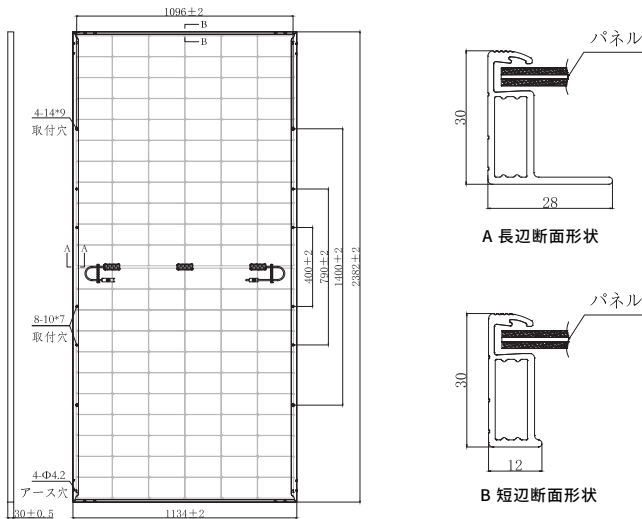 1096±2
B
B
4-14*9
取付穴
A
A
400±2
790±2
1400±2
2382±2
8-10*7
取付穴
4-Φ4.2
アース穴
30±0.5
1134±2
パネル
30
28
A 長辺断面形状
パネル
30
12
B 短辺断面形状